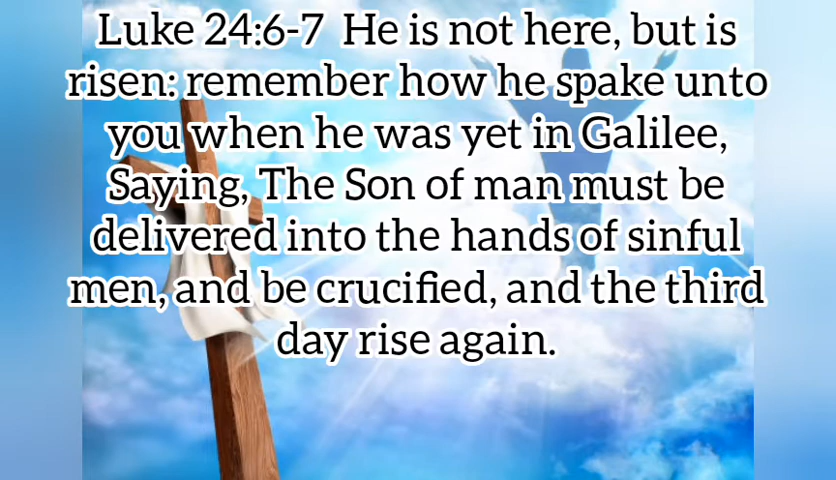 Luke 24:6-7  He is not here, but is
risen: remember how he spake unto
you when he was yet in Galilee,
Saying, The Son of man must be
delivered into the hands of sinful
men, and be crucified, and the third
day rise again.